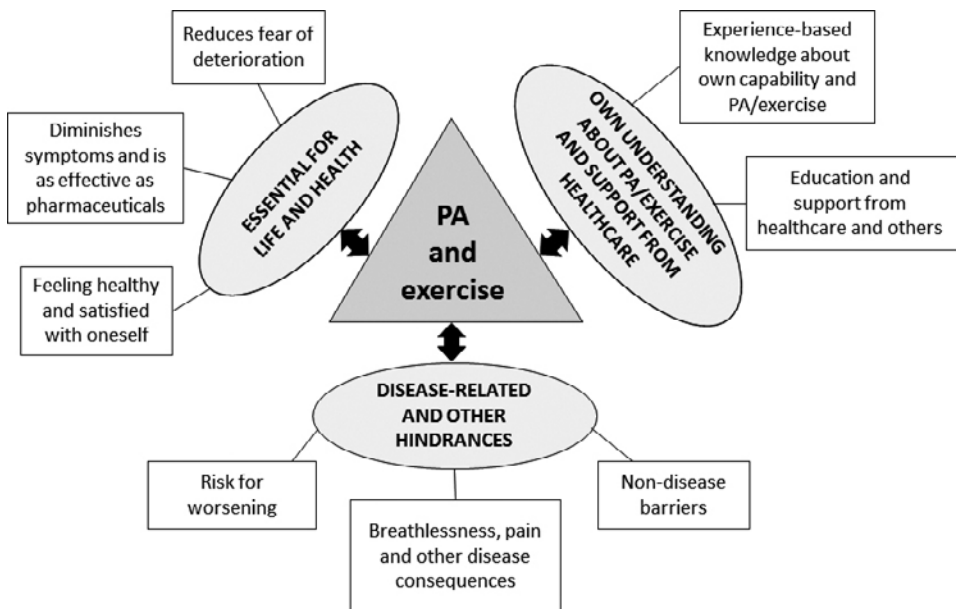 Reduces fear of
deterioration
Diminishes
symptoms and is
as effective as
pharmaceuticals
Feeling healthy
and satisfied
with oneself
ESSENTIAL FOR
LIFE AND HEALTH
PA
and
exercise
OWN UNDERSTANDING
ABOUT PA/EXERCISE
AND SUPPORT FROM
HEALTHCARE
Experience-based
knowledge about
own capability and
PA/exercise
Education and
support from
healthcare and others
DISEASE-RELATED
AND OTHER
HINDRANCES
Risk for
worsening
Breathlessness, pain
and other disease
consequences
Non-disease
barriers